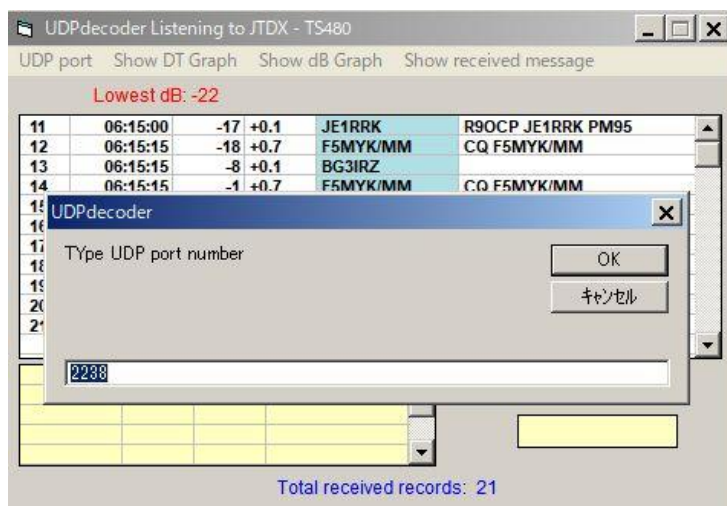 UDPdecoder Listening to JTDX - TS480
UDP port Show DT Graph Show dB Graph Show received message
Lowest dB: -22
11 06:15:00 -17 +0.1 JE1RRK R9OCP JE1RRK PM95
12 06:15:15 -18 +0.7 F5MYK/MM CQ F5MYK/MM
13 06:15:15 -8 +0.1 BG3IRZ
14 06:15:15 -1 +0.7 F5MYK/MM CQ F5MYK/MM
UDPdecoder
TYpe UDP port number
OK
キャンセル
2238
Total received records: 21